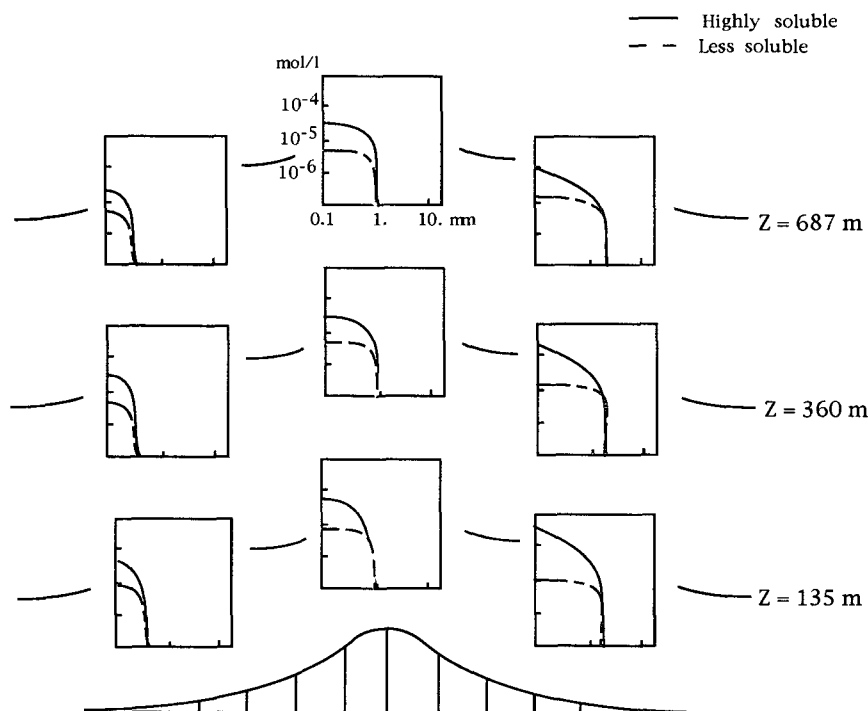 Highly soluble
Less soluble
mol/l
10-4
10-5
10-6
0.1 1. 10. mm
Z = 687 m
Z = 360 m
Z = 135 m